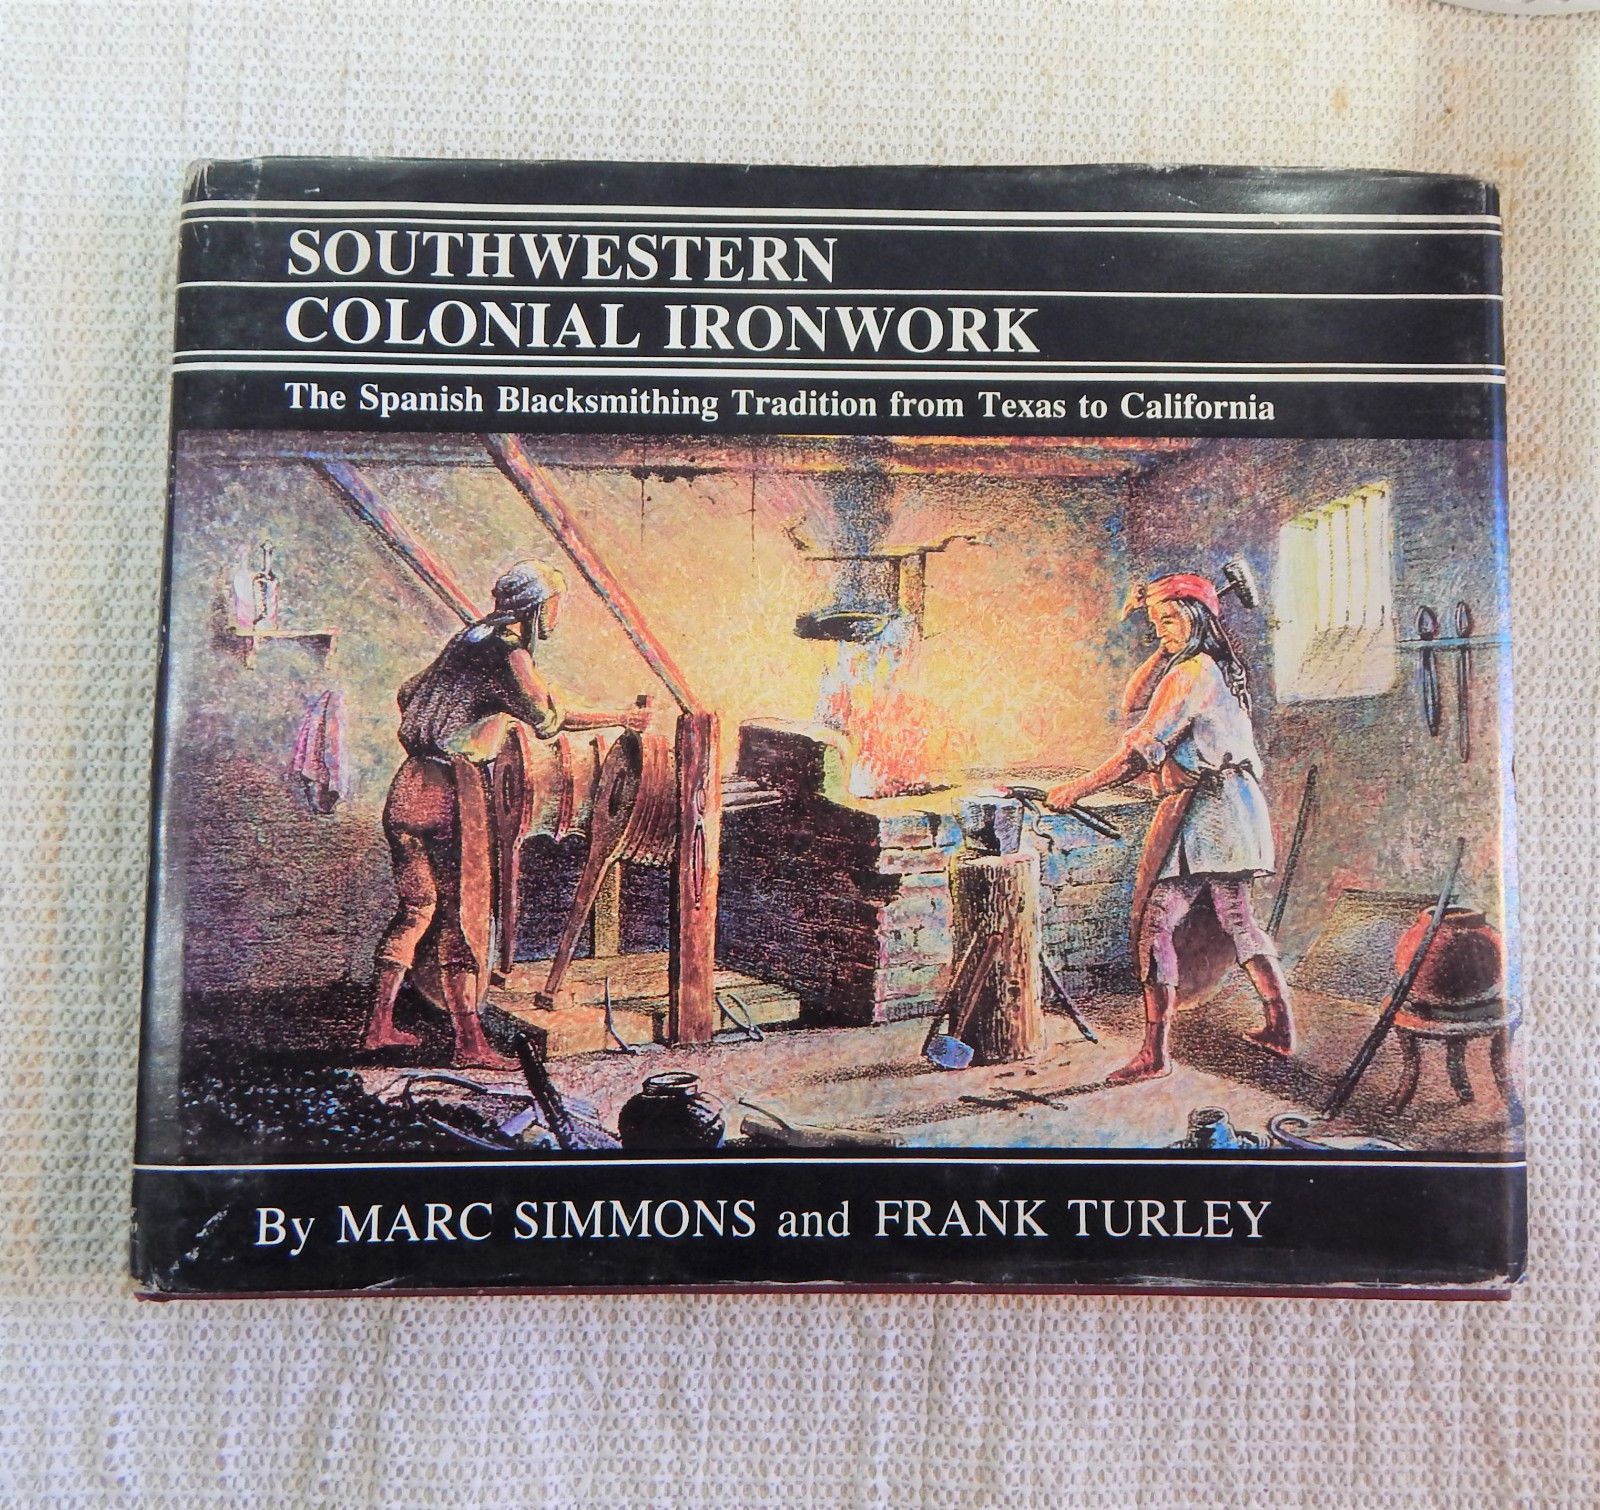 SOUTHWESTERN
COLONIAL IRONWORK
The Spanish Blacksmithing Tradition from Texas to California
By MARC SIMMONS and FRANK TURLEY